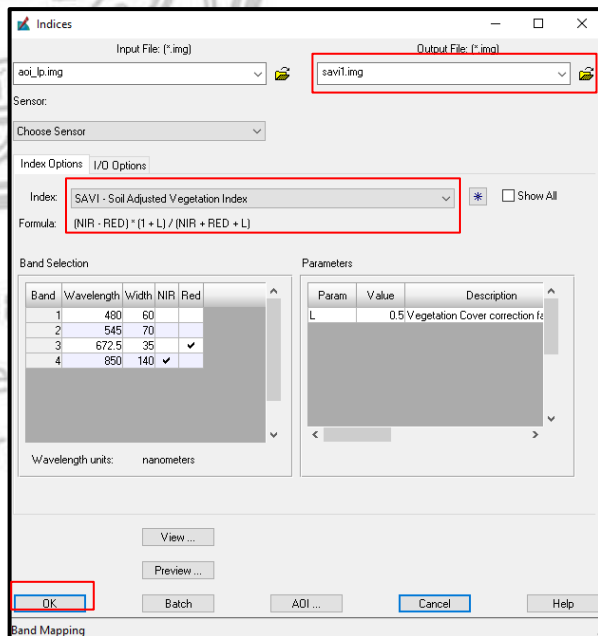 Indices
Input File: (*.img) Output File: (*.img)
aoi_lp.img savi1.img
Sensor:
Choose Sensor
Index Options I/O Options
Index: SAVI - Soil Adjusted Vegetation Index Show All
Formula: (NIR - RED) * (1 + L) / (NIR + RED + L)
Band Selection Parameters
Band Wavelength Width NIR Red Param Value Description
1 480 60 L 0.5 Vegetation Cover correction fa
2 545 70
3 672.5 35 ✔
4 850 140 ✔
Wavelength units: nanometers
View ...
Preview ...
OK Batch AOI ... Cancel Help
Band Mapping